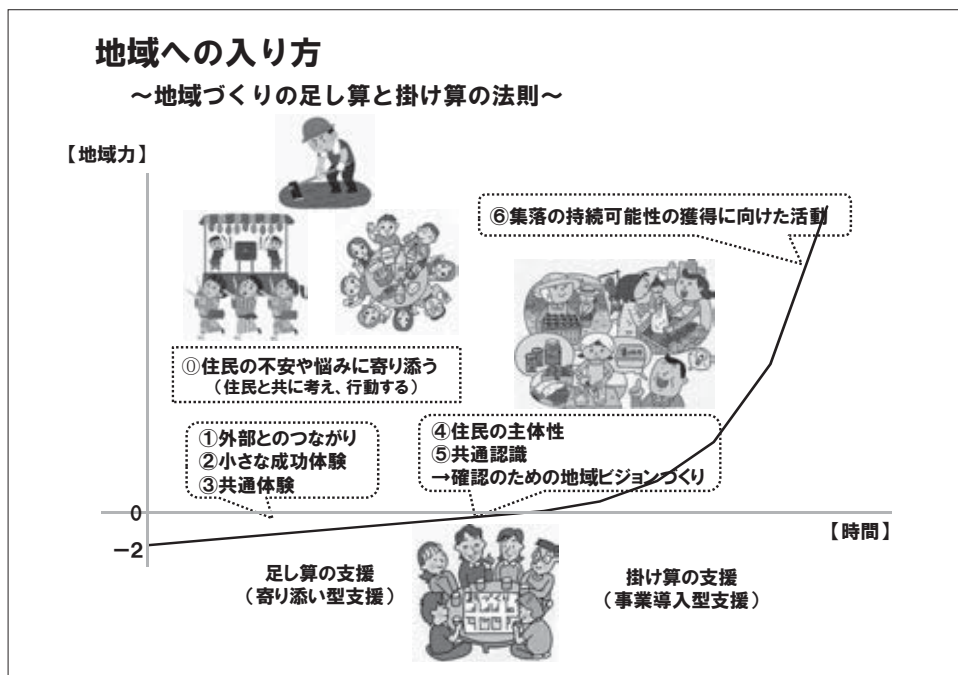 地域への入り方
～地域づくりの足し算と掛け算の法則～
【地域力】
⑥集落の持続可能性の獲得に向けた活動
⓪住民の不安や悩みに寄り添う
（住民と共に考え、行動する）
①外部とのつながり
②小さな成功体験
③共通体験
④住民の主体性
⑤共通認識
→確認のための地域ビジョンづくり
0
－2
【時間】
足し算の支援
（寄り添い型支援）
掛け算の支援
（事業導入型支援）